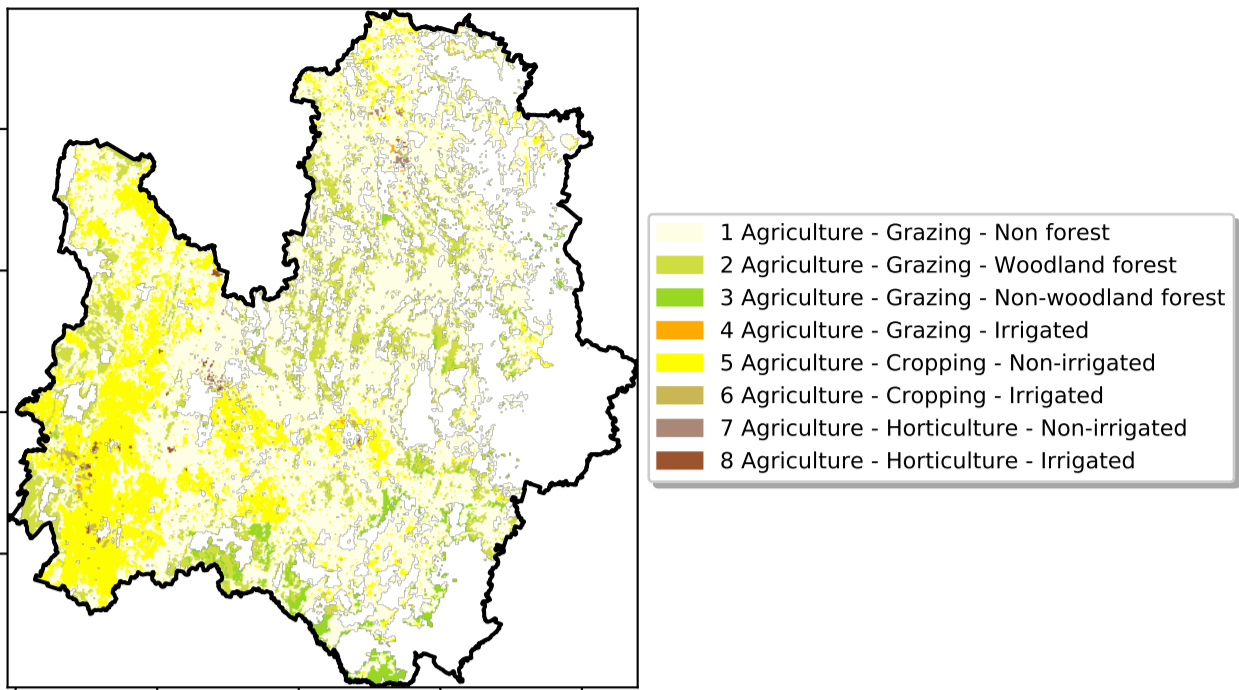 1 Agriculture - Grazing - Non forest
2 Agriculture - Grazing - Woodland forest
3 Agriculture - Grazing - Non-woodland forest
4 Agriculture - Grazing - Irrigated
5 Agriculture - Cropping - Non-irrigated
6 Agriculture - Cropping - Irrigated
7 Agriculture - Horticulture - Non-irrigated
8 Agriculture - Horticulture - Irrigated